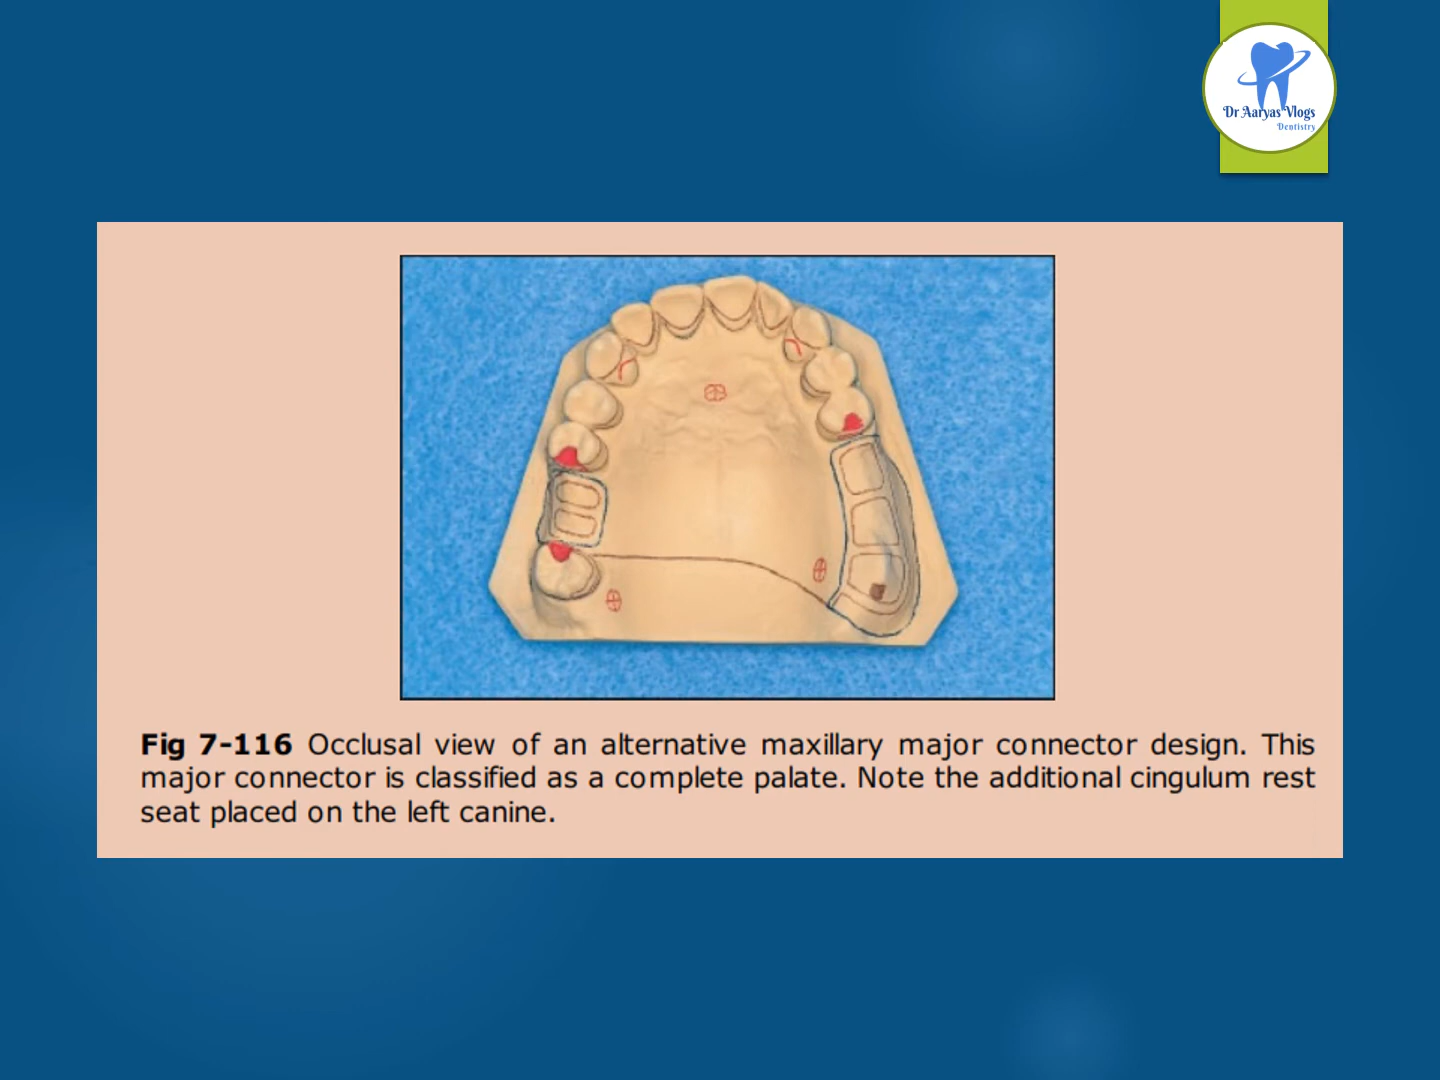 Dr Aaryas Vlogs
Dentistry
Fig 7-116 Occlusal view of an alternative maxillary major connector design. This
major connector is classified as a complete palate. Note the additional cingulum rest
seat placed on the left canine.